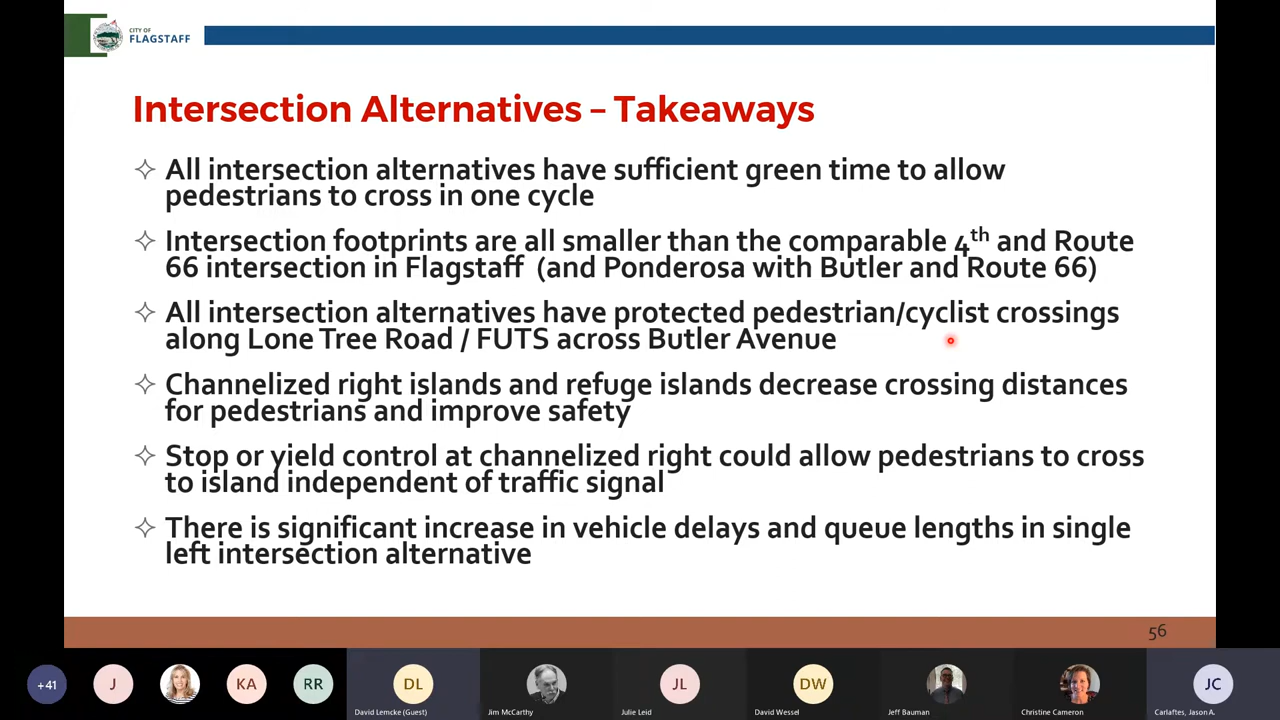 CITY OF
FLAGSTAFF
Intersection Alternatives – Takeaways
All intersection alternatives have sufficient green time to allow
pedestrians to cross in one cycle
Intersection footprints are all smaller than the comparable 4th and Route
66 intersection in Flagstaff (and Ponderosa with Butler and Route 66)
All intersection alternatives have protected pedestrian/cyclist crossings
along Lone Tree Road / FUTS across Butler Avenue
Channelized right islands and refuge islands decrease crossing distances
for pedestrians and improve safety
Stop or yield control at channelized right could allow pedestrians to cross
to island independent of traffic signal
There is significant increase in vehicle delays and queue lengths in single
left intersection alternative
56
+41 J KA RR DL JL DW JC
David Lemcke (Guest) Jim McCarthy Julie Leid David Wessel Jeff Bauman Christine Cameron Carlaftes, Jason A.